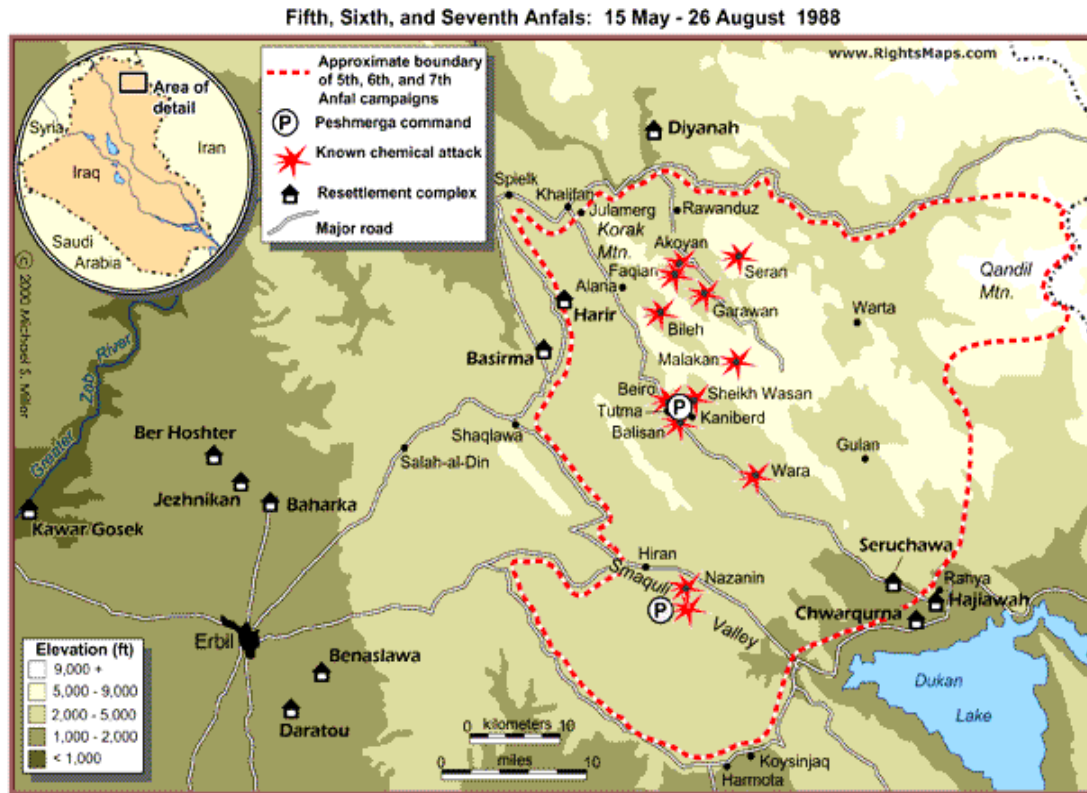 Fifth, Sixth, and Seventh Anfals: 15 May - 26 August 1988
www.RightsMaps.com
Area of
detail
Syria
Iran
Iraq
Saudi
Arabia
Approximate boundary
of 5th, 6th, and 7th
Anfal campaigns
P
Peshmerga command
Known chemical attack
Resettlement complex
Major road
© 2000 Michael S. Miller
Diyanah
Spielk
Khalifan
Julamerg
Rawanduz
Korak
Mtn.
Akoyan
Seran
Faqian
Qandil
Mtn.
Alana
Garawan
Harir
Warta
Bileh
Greater Zab River
Basirma
Malakan
Beiro
Sheikh Wasan
P
Tutma
Kaniberd
Balisan
Shaqlawa
Ber Hoshter
Salah-al-Din
Gulan
Wara
Jezhnikan
Baharka
Kawar Gosek
Hiran
Seruchawa
Smaquli
Nazanin
Ranya
Hajiawah
P
Chwarqurna
Valley
Erbil
Benaslawa
Dukan
Lake
Daratou
Elevation (ft)
9,000 +
5,000 - 9,000
2,000 - 5,000
1,000 - 2,000
< 1,000
0 kilometers 10
0 miles 10
Koysinjaq
Harmota